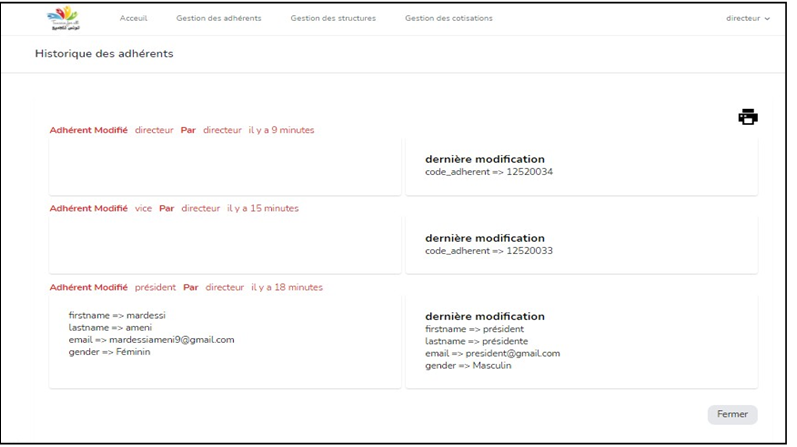 تونس للجميع
Acceuil Gestion des adhérents Gestion des structures Gestion des cotisations directeur
Historique des adhérents
Adhérent Modifié directeur Par directeur il y a 9 minutes
dernière modification
code_adherent => 12520034
Adhérent Modifié vice Par directeur il y a 15 minutes
dernière modification
code_adherent => 12520033
Adhérent Modifié président Par directeur il y a 18 minutes
firstname => mardessi
lastname => ameni
email => mardessiameni9@gmail.com
gender => Féminin
dernière modification
firstname => président
lastname => présidente
email => president@gmail.com
gender => Masculin
Fermer